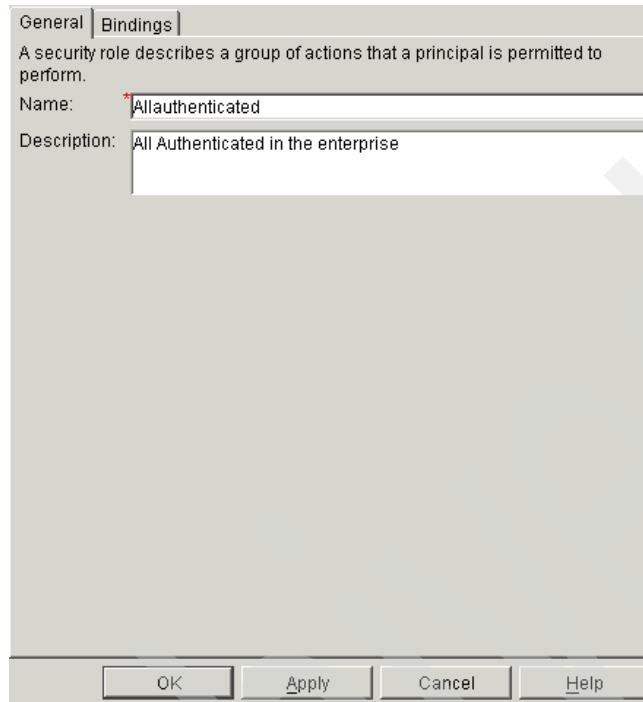 General Bindings
A security role describes a group of actions that a principal is permitted to
perform.
Name: *Allauthenticated
Description: All Authenticated in the enterprise
OK Apply Cancel Help